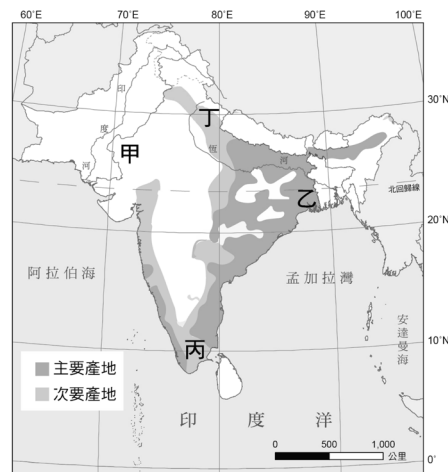 60°E
70°E
80°E
90°E
100°E
30°N
20°N
10°N
0°
印
度
河
甲
丁
恆
河
乙
北回歸線
阿拉伯海
孟加拉灣
安達曼海
丙
主要產地
次要產地
印度洋
0 500 1,000
公里